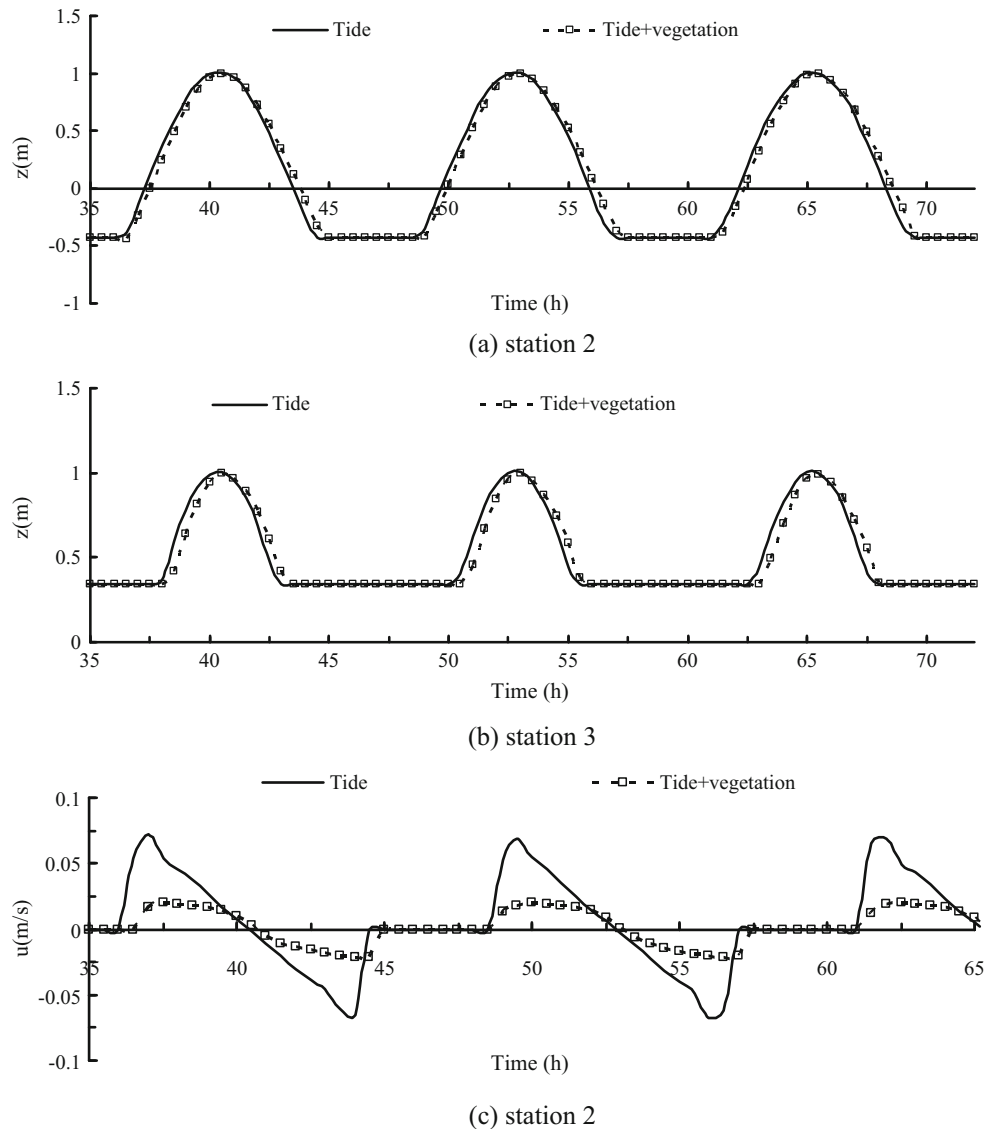 1.5
Tide Tide+vegetation
1
0.5
z(m)
0
35 40 45 50 55 60 65 70
-0.5
-1
Time (h)
(a) station 2
1.5
Tide Tide+vegetation
1
z(m)
0.5
0
35 40 45 50 55 60 65 70
Time (h)
(b) station 3
Tide Tide+vegetation
0.1
0.05
u(m/s)
0
35 40 45 50 55 60 65
-0.05
-0.1
Time (h)
(c) station 2